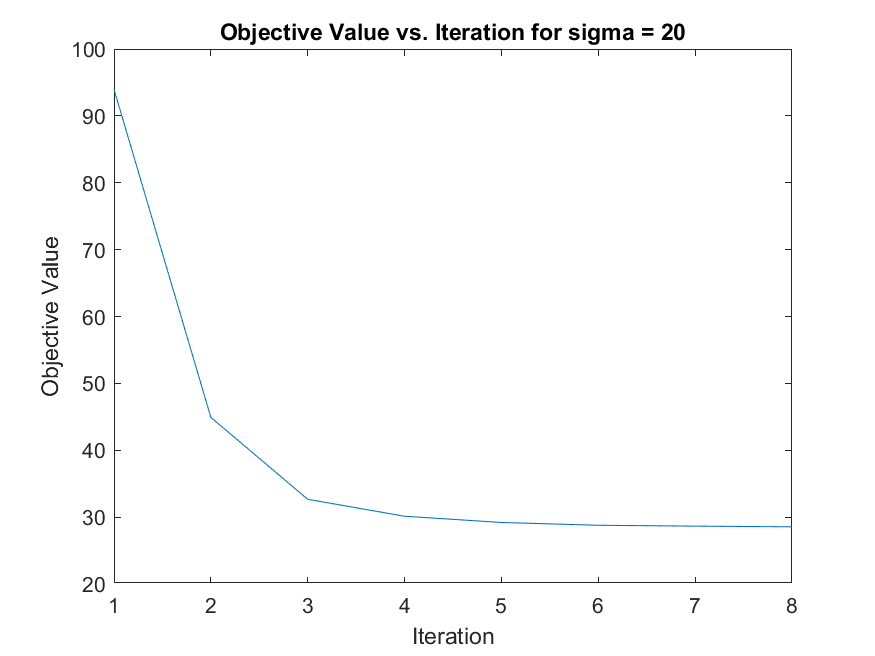 Objective Value vs. Iteration for sigma = 20
100
90
80
70
60
50
40
30
20
Objective Value
1 2 3 4 5 6 7 8
Iteration